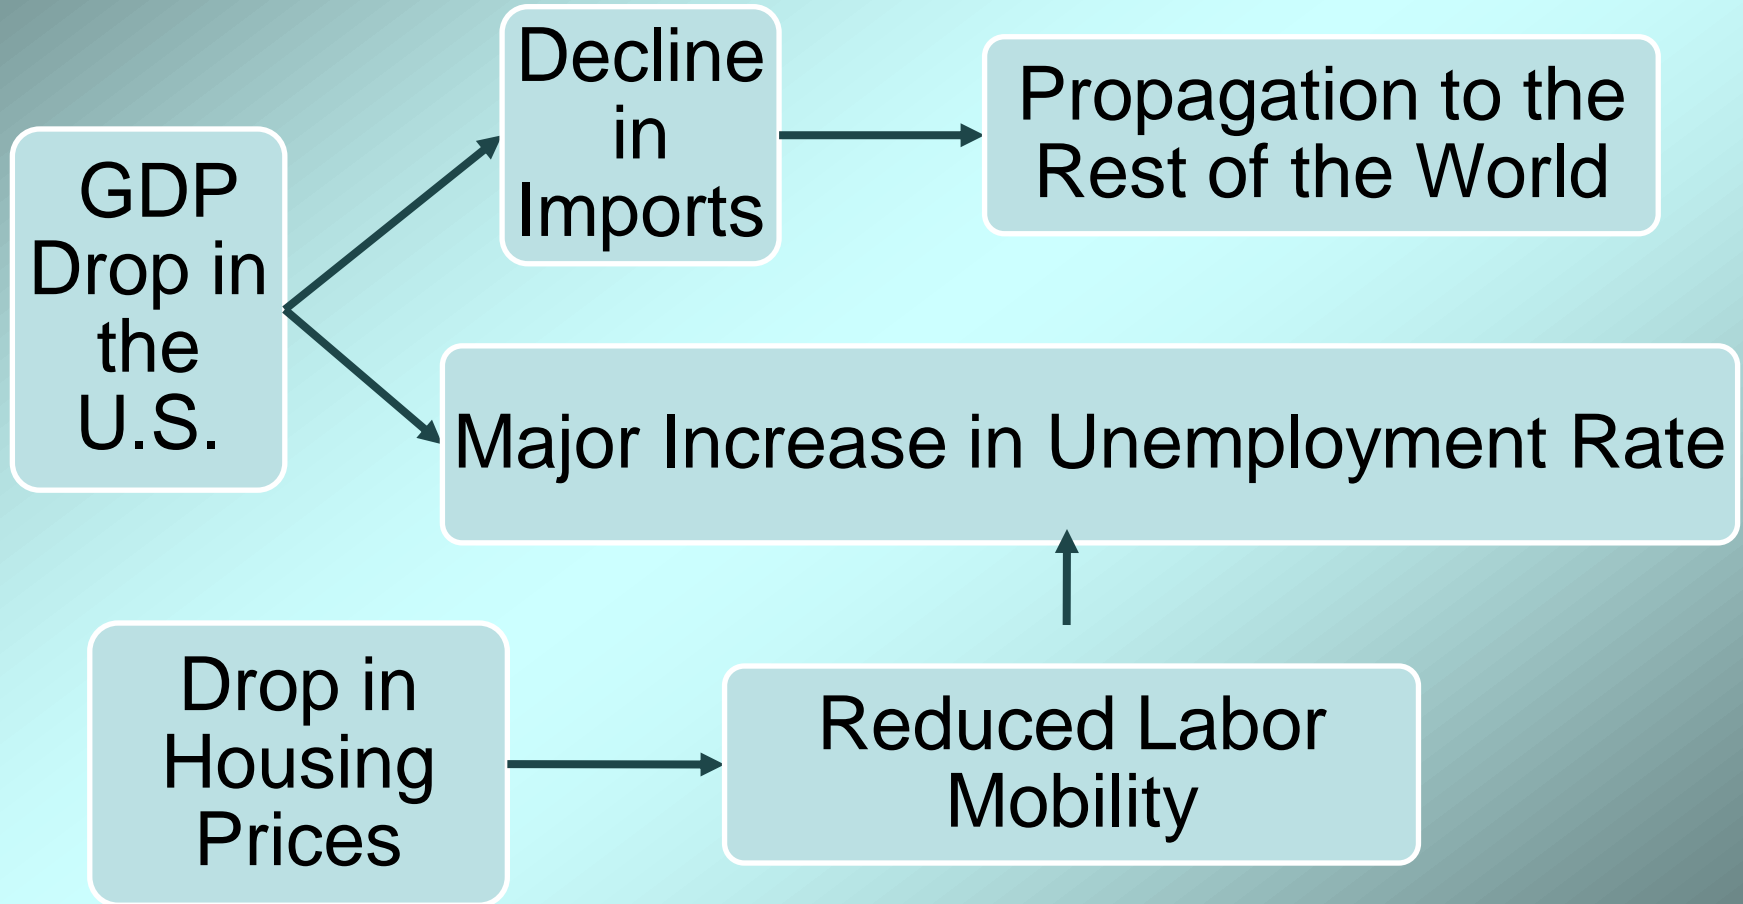 GDP
Drop in
the
U.S.
Decline
in
Imports
Propagation to the
Rest of the World
Major Increase in Unemployment Rate
Drop in
Housing
Prices
Reduced Labor
Mobility